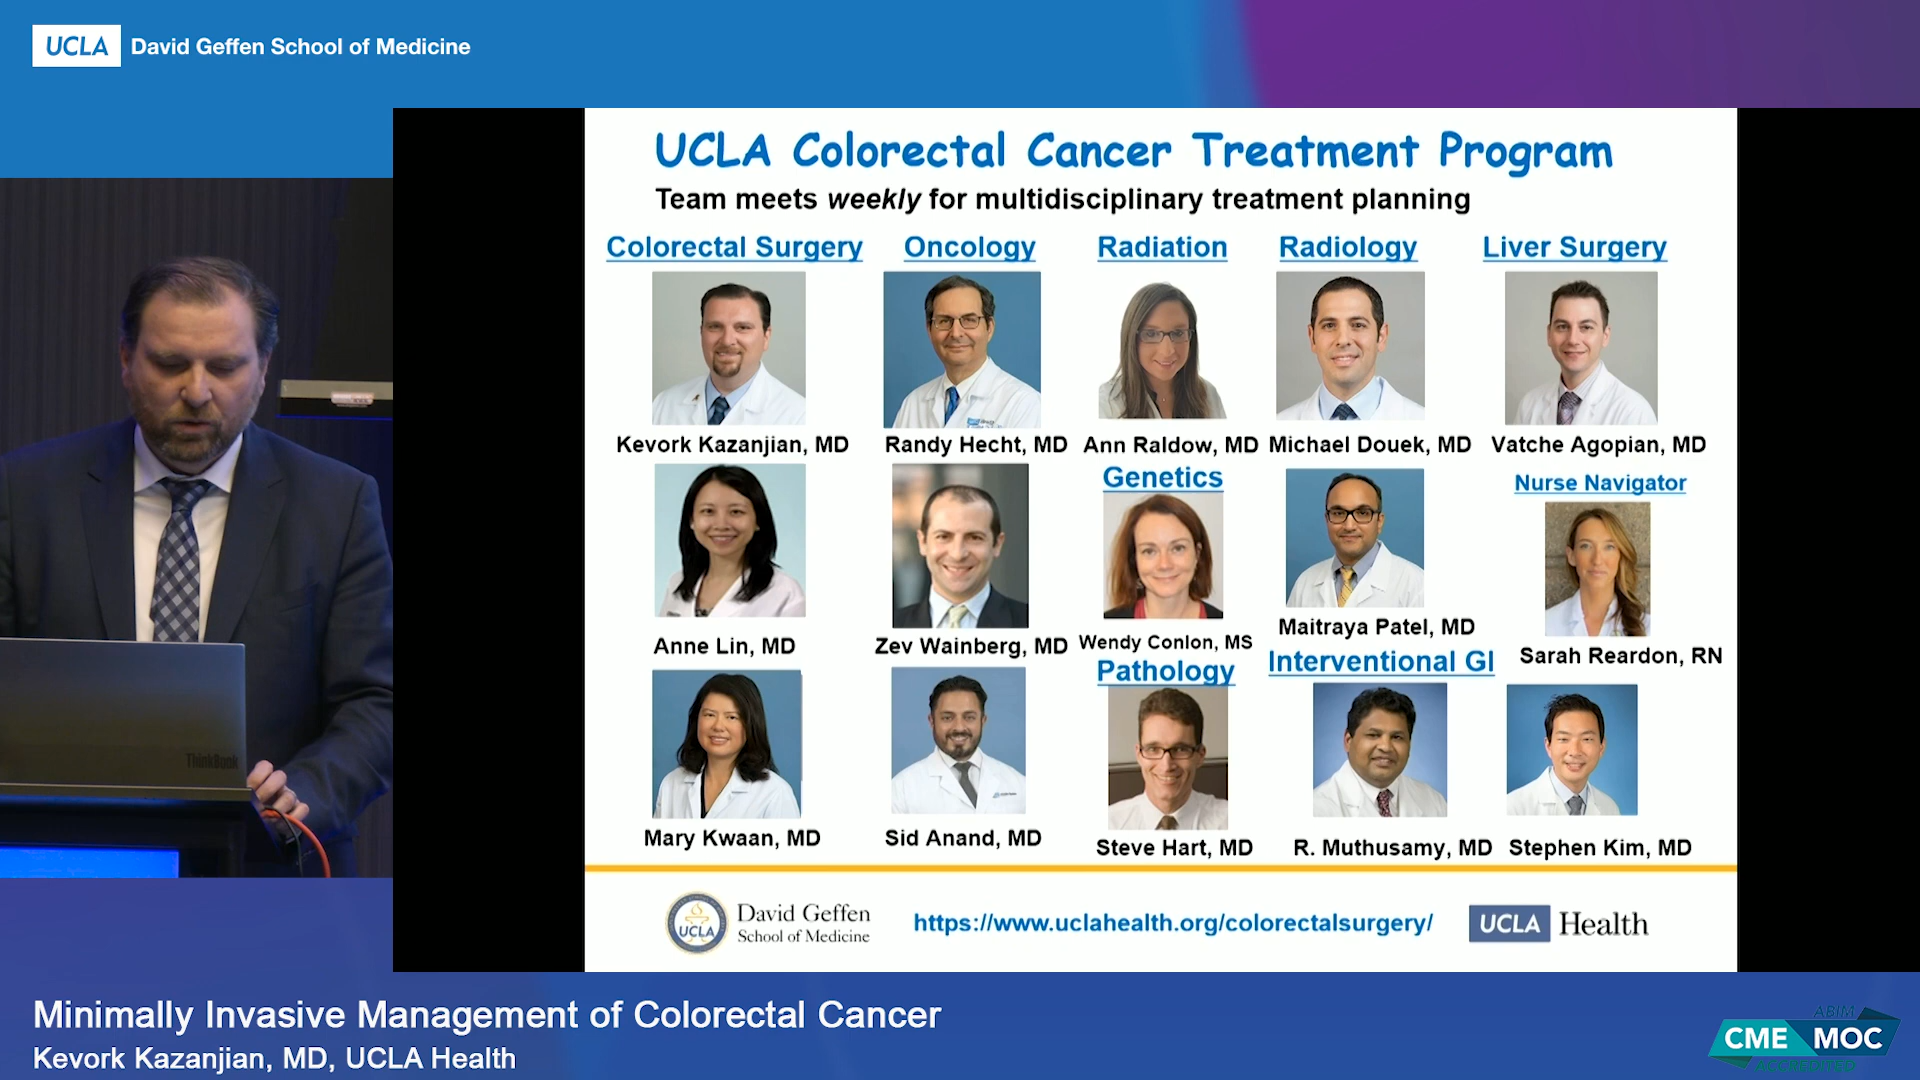 UCLA David Geffen School of Medicine
UCLA Colorectal Cancer Treatment Program
Team meets weekly for multidisciplinary treatment planning
Colorectal Surgery Oncology Radiation Radiology Liver Surgery
Kevork Kazanjian, MD Randy Hecht, MD Ann Raldow, MD Michael Douek, MD Vatche Agopian, MD
Genetics Nurse Navigator
Anne Lin, MD Zev Wainberg, MD Wendy Conlon, MS Maitraya Patel, MD Sarah Reardon, RN
Pathology Interventional GI
ThinkBook
Mary Kwaan, MD Sid Anand, MD Steve Hart, MD R. Muthusamy, MD Stephen Kim, MD
UCLA
David Geffen
School of Medicine
https://www.uclahealth.org/colorectalsurgery/
UCLA Health
Minimally Invasive Management of Colorectal Cancer
Kevork Kazanjian, MD, UCLA Health
ABIM
CME MOC
ACCREDITED